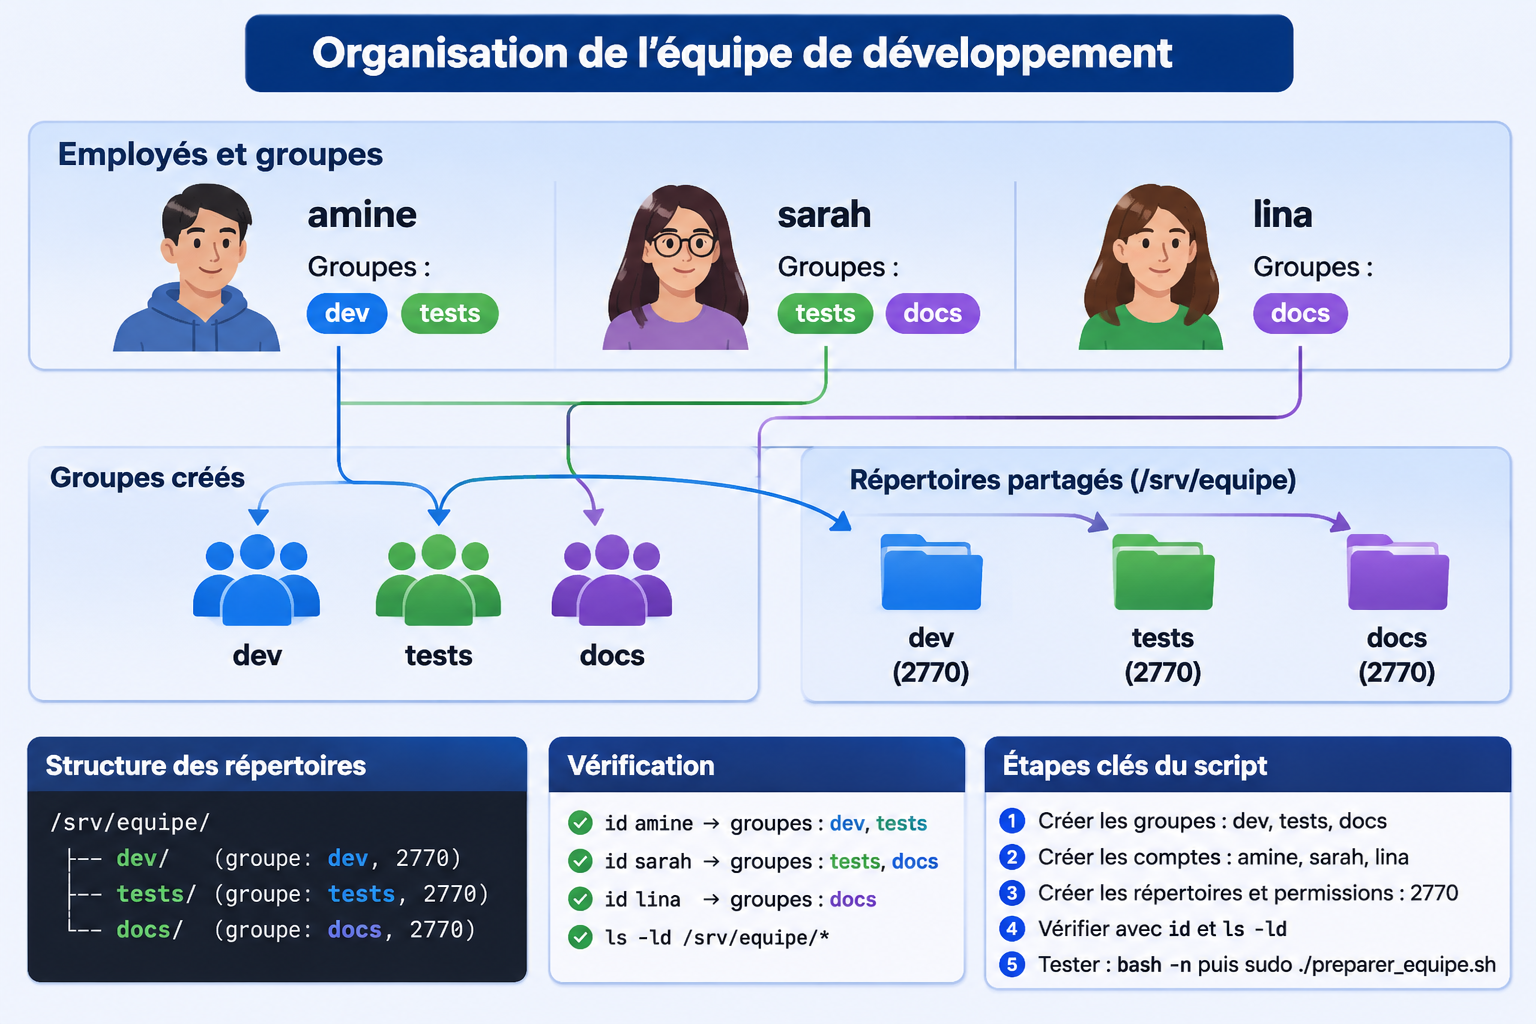 Organisation de l’équipe de développement
Employés et groupes
amine
Groupes :
dev tests
sarah
Groupes :
tests docs
lina
Groupes :
docs
Groupes créés
dev
tests
docs
Répertoires partagés (/srv/equipe)
dev
(2770)
tests
(2770)
docs
(2770)
Structure des répertoires
/srv/equipe/
├-- dev/ (groupe: dev, 2770)
├-- tests/ (groupe: tests, 2770)
└-- docs/ (groupe: docs, 2770)
Vérification
id amine → groupes : dev, tests
id sarah → groupes : tests, docs
id lina → groupes : docs
ls -ld /srv/equipe/*
Étapes clés du script
1 Créer les groupes : dev, tests, docs
2 Créer les comptes : amine, sarah, lina
3 Créer les répertoires et permissions : 2770
4 Vérifier avec id et ls -ld
5 Tester : bash -n puis sudo ./preparer_equipe.sh